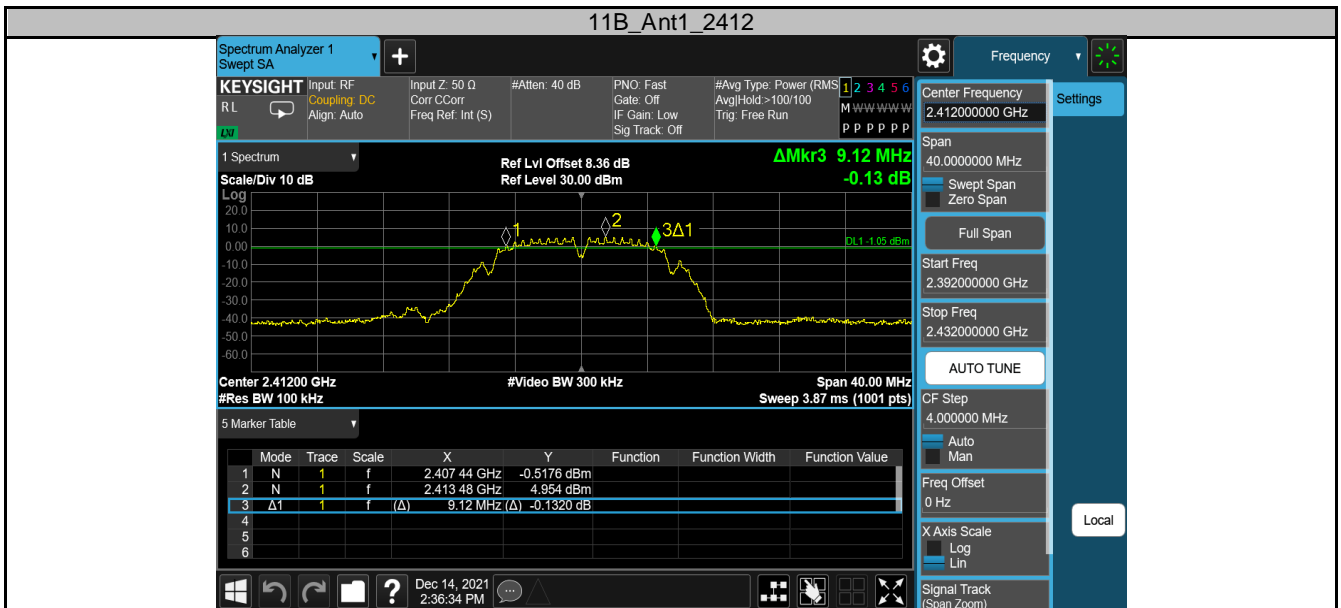 11B_Ant1_2412
Spectrum Analyzer 1
Swept SA
+
Frequency
KEYSIGHT
R L
LXI
Input: RF
Coupling: DC
Align: Auto
Input Z: 50 Ω
Corr CCorr
Freq Ref: Int (S)
#Atten: 40 dB
PNO: Fast
Gate: Off
IF Gain: Low
Sig Track: Off
#Avg Type: Power (RMS
Avg|Hold:>100/100
Trig: Free Run
1 2 3 4 5 6
M W W W W W
P P P P P P
1 Spectrum
Scale/Div 10 dB
Ref Lvl Offset 8.36 dB
Ref Level 30.00 dBm
ΔMkr3 9.12 MHz
-0.13 dB
Log
20.0
10.0
0.00
-10.0
-20.0
-30.0
-40.0
-50.0
-60.0
1
2
3Δ1
DL1 -1.05 dBm
Center 2.41200 GHz
#Video BW 300 kHz
Span 40.00 MHz
#Res BW 100 kHz
Sweep 3.87 ms (1001 pts)
5 Marker Table
Mode Trace Scale X Y Function Function Width Function Value
1 N 1 f 2.407 44 GHz -0.5176 dBm
2 N 1 f 2.413 48 GHz 4.954 dBm
3 Δ1 1 f (Δ) 9.12 MHz (Δ) -0.1320 dB
4
5
6
?
Dec 14, 2021
2:36:34 PM
Center Frequency
2.412000000 GHz
Settings
Span
40.0000000 MHz
Swept Span
Zero Span
Full Span
Start Freq
2.392000000 GHz
Stop Freq
2.432000000 GHz
AUTO TUNE
CF Step
4.000000 MHz
Auto
Man
Freq Offset
0 Hz
Local
X Axis Scale
Log
Lin
Signal Track
(Span Zoom)